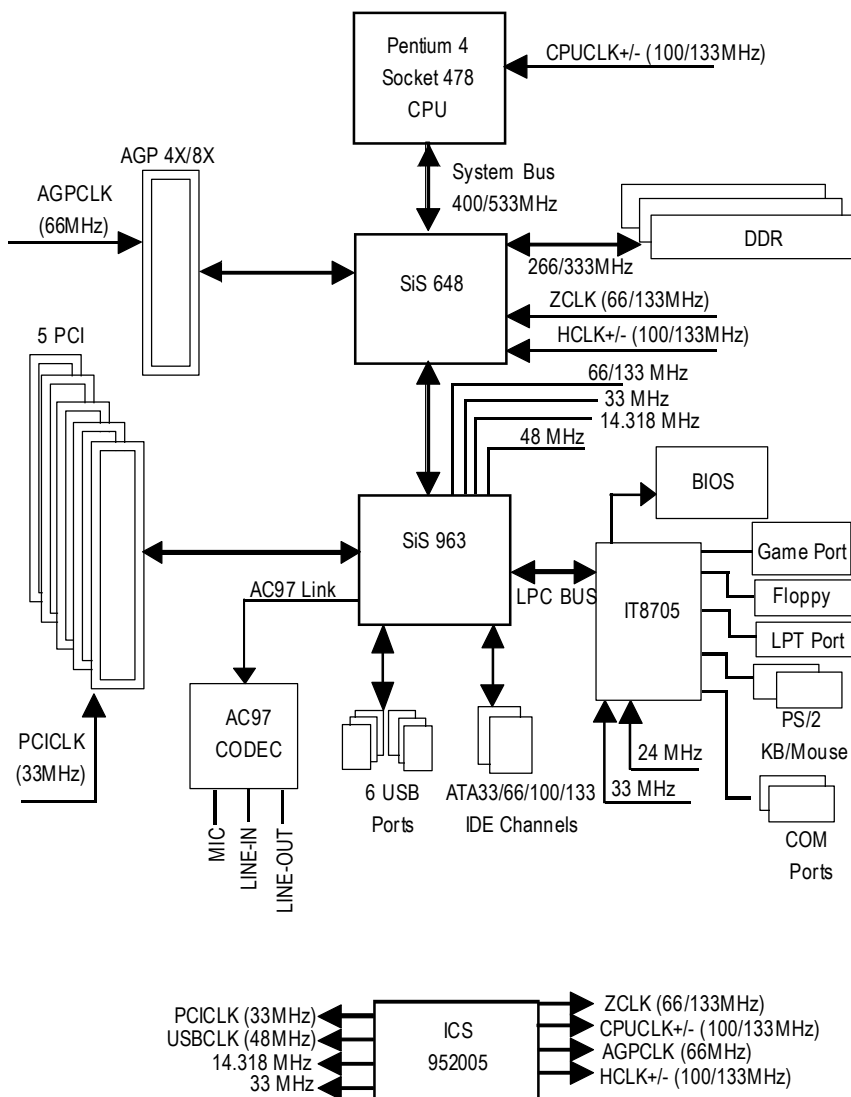 Pentium 4
Socket 478
CPU
CPUCLK+/- (100/133MHz)
AGP 4X/8X
AGPCLK
(66MHz)
System Bus
400/533MHz
DDR
266/333MHz
SiS 648
ZCLK (66/133MHz)
HCLK+/- (100/133MHz)
5 PCI
66/133 MHz
33 MHz
14.318 MHz
48 MHz
BIOS
SiS 963
Game Port
AC97 Link
LPC BUS
IT8705
Floppy
LPT Port
PS/2
KB/Mouse
AC97
CODEC
PCICLK
(33MHz)
24 MHz
33 MHz
6 USB
Ports
ATA33/66/100/133
IDE Channels
MIC
LINE-IN
LINE-OUT
COM
Ports
PCICLK (33MHz)
USBCLK (48MHz)
14.318 MHz
33 MHz
ICS
952005
ZCLK (66/133MHz)
CPUCLK+/- (100/133MHz)
AGPCLK (66MHz)
HCLK+/- (100/133MHz)